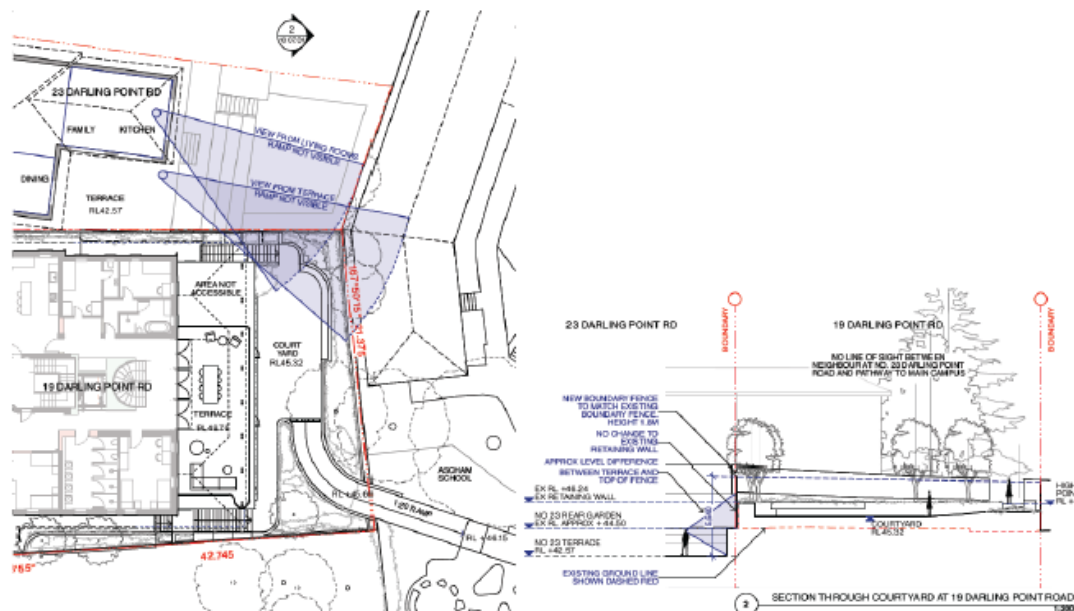 2
23 DARLING POINT RD
FAMILY KITCHEN
DINING
TERRACE
RL42.57
VIEW FROM LIVING ROOMS
RAMP NOT VISIBLE
VIEW FROM TERRACE
RAMP NOT VISIBLE
AREA NOT
ACCESSIBLE
COURT
YARD
RL45.32
19 DARLING POINT RD
TERRACE
167°50'15"
ASCHAM
SCHOOL
1:20 RAMP
RL +46.15
42.745
23 DARLING POINT RD
BOUNDARY
19 DARLING POINT RD
BOUNDARY
NO LINE OF SIGHT BETWEEN
NEIGHBOUR AT NO. 23 DARLING POINT
ROAD AND PATHWAY TO MAIN CAMPUS
NEW BOUNDARY FENCE
TO MATCH EXISTING
BOUNDARY FENCE.
HEIGHT 1.8M
NO CHANGE TO
EXISTING
RETAINING WALL
APPROX LEVEL DIFFERENCE
BETWEEN TERRACE AND
TOP OF FENCE
EX RL +46.24
EX RETAINING WALL
NO 23 REAR GARDEN
EX RL APPROX + 44.50
NO 23 TERRACE
RL +42.57
EXISTING GROUND LINE
SHOWN DASHED RED
COURTYARD
RL45.32
HIGH
POIN
RL +
2
SECTION THROUGH COURTYARD AT 19 DARLING POINT ROAD